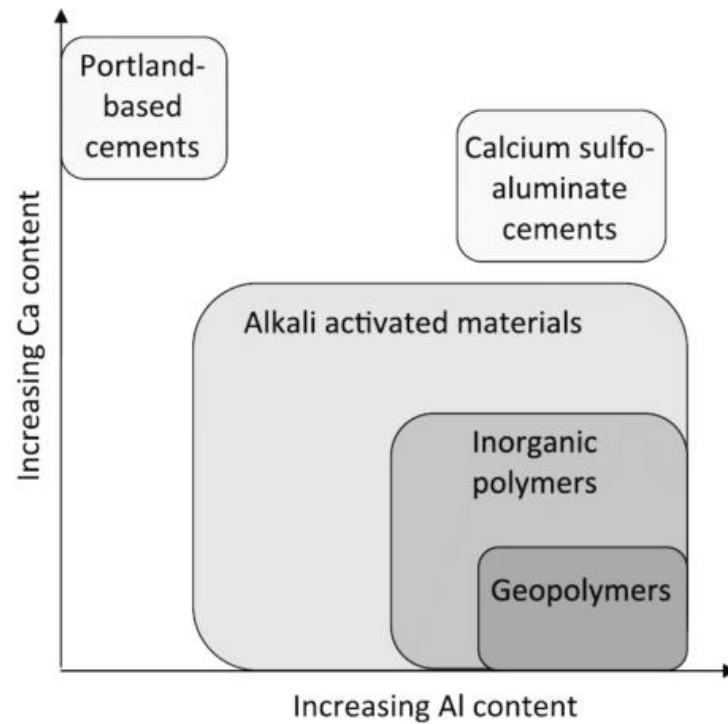 Portland-
based
cements
Calcium sulfo-
aluminate
cements
Alkali activated materials
Inorganic
polymers
Geopolymers
Increasing Ca content
Increasing Al content